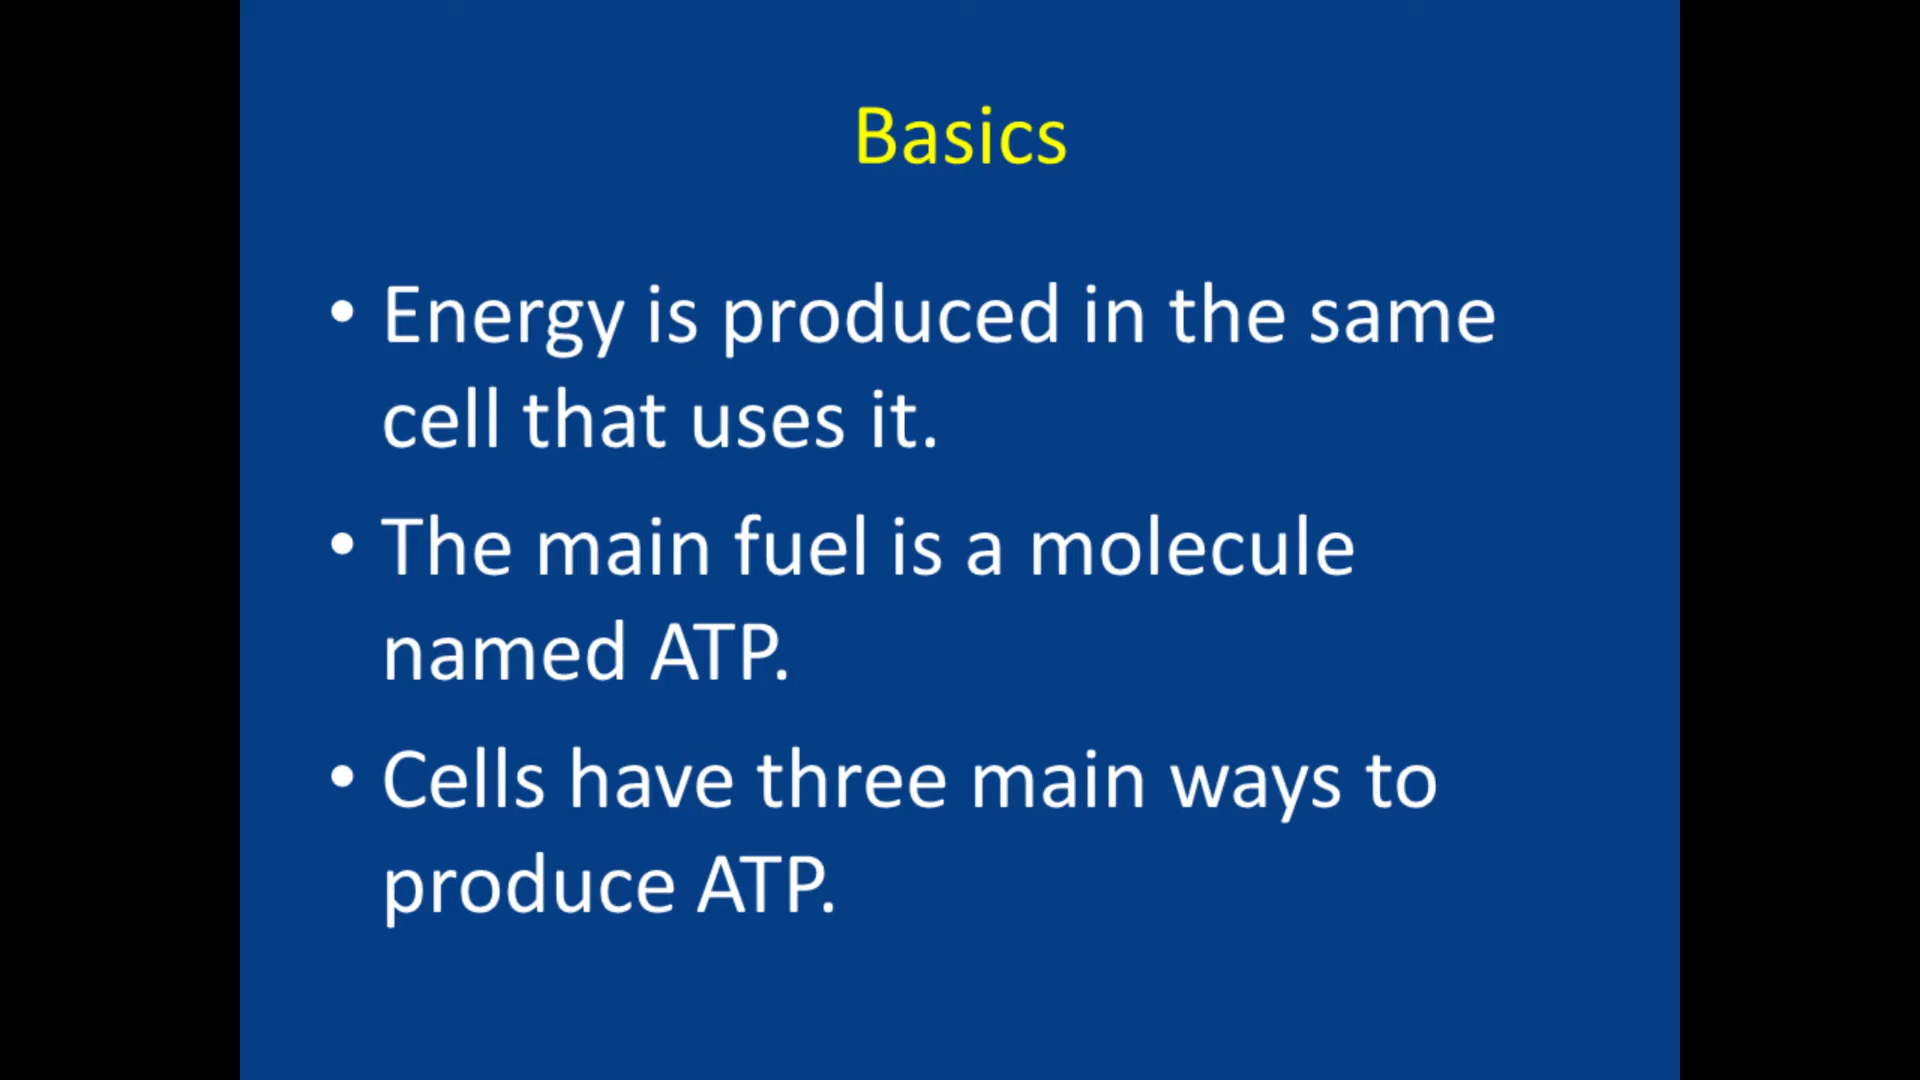 Basics
• Energy is produced in the same
cell that uses it.
• The main fuel is a molecule
named ATP.
• Cells have three main ways to
produce ATP.